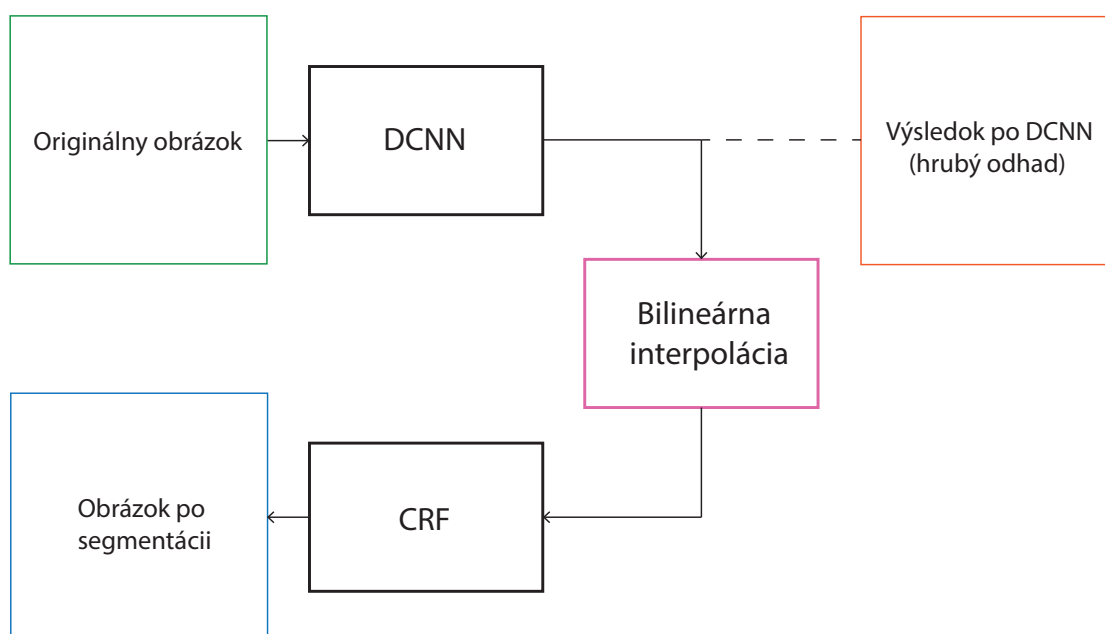 Originálny obrázok
DCNN
Výsledok po DCNN
(hrubý odhad)
Bilineárna
interpolácia
CRF
Obrázok po
segmentácii